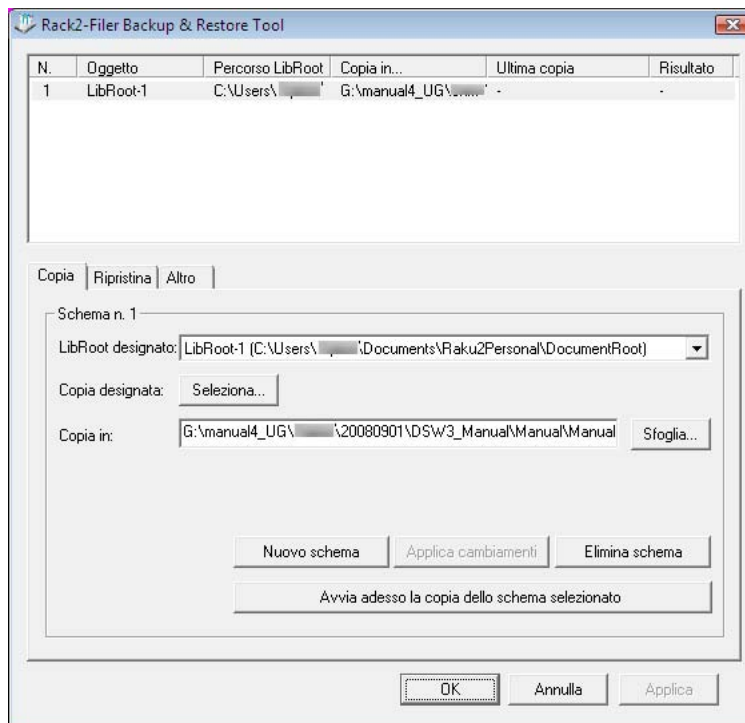 Rack2-Filer Backup & Restore Tool
N. Oggetto Percorso LibRoot Copia in... Ultima copia Risultato
1 LibRoot-1 C:\Users\ G:\manual4_UG\ - -
Copia Ripristina Altro
Schema n. 1
LibRoot designato: LibRoot-1 (C:\Users\ \Documents\Raku2Personal\DocumentRoot)
Copia designata: Seleziona...
Copia in: G:\manual4_UG\ \20080901\DSW3_Manual\Manual\Manual Sfoglia...
Nuovo schema Applica cambiamenti Elimina schema
Avvia adesso la copia dello schema selezionato
OK Annulla Applica